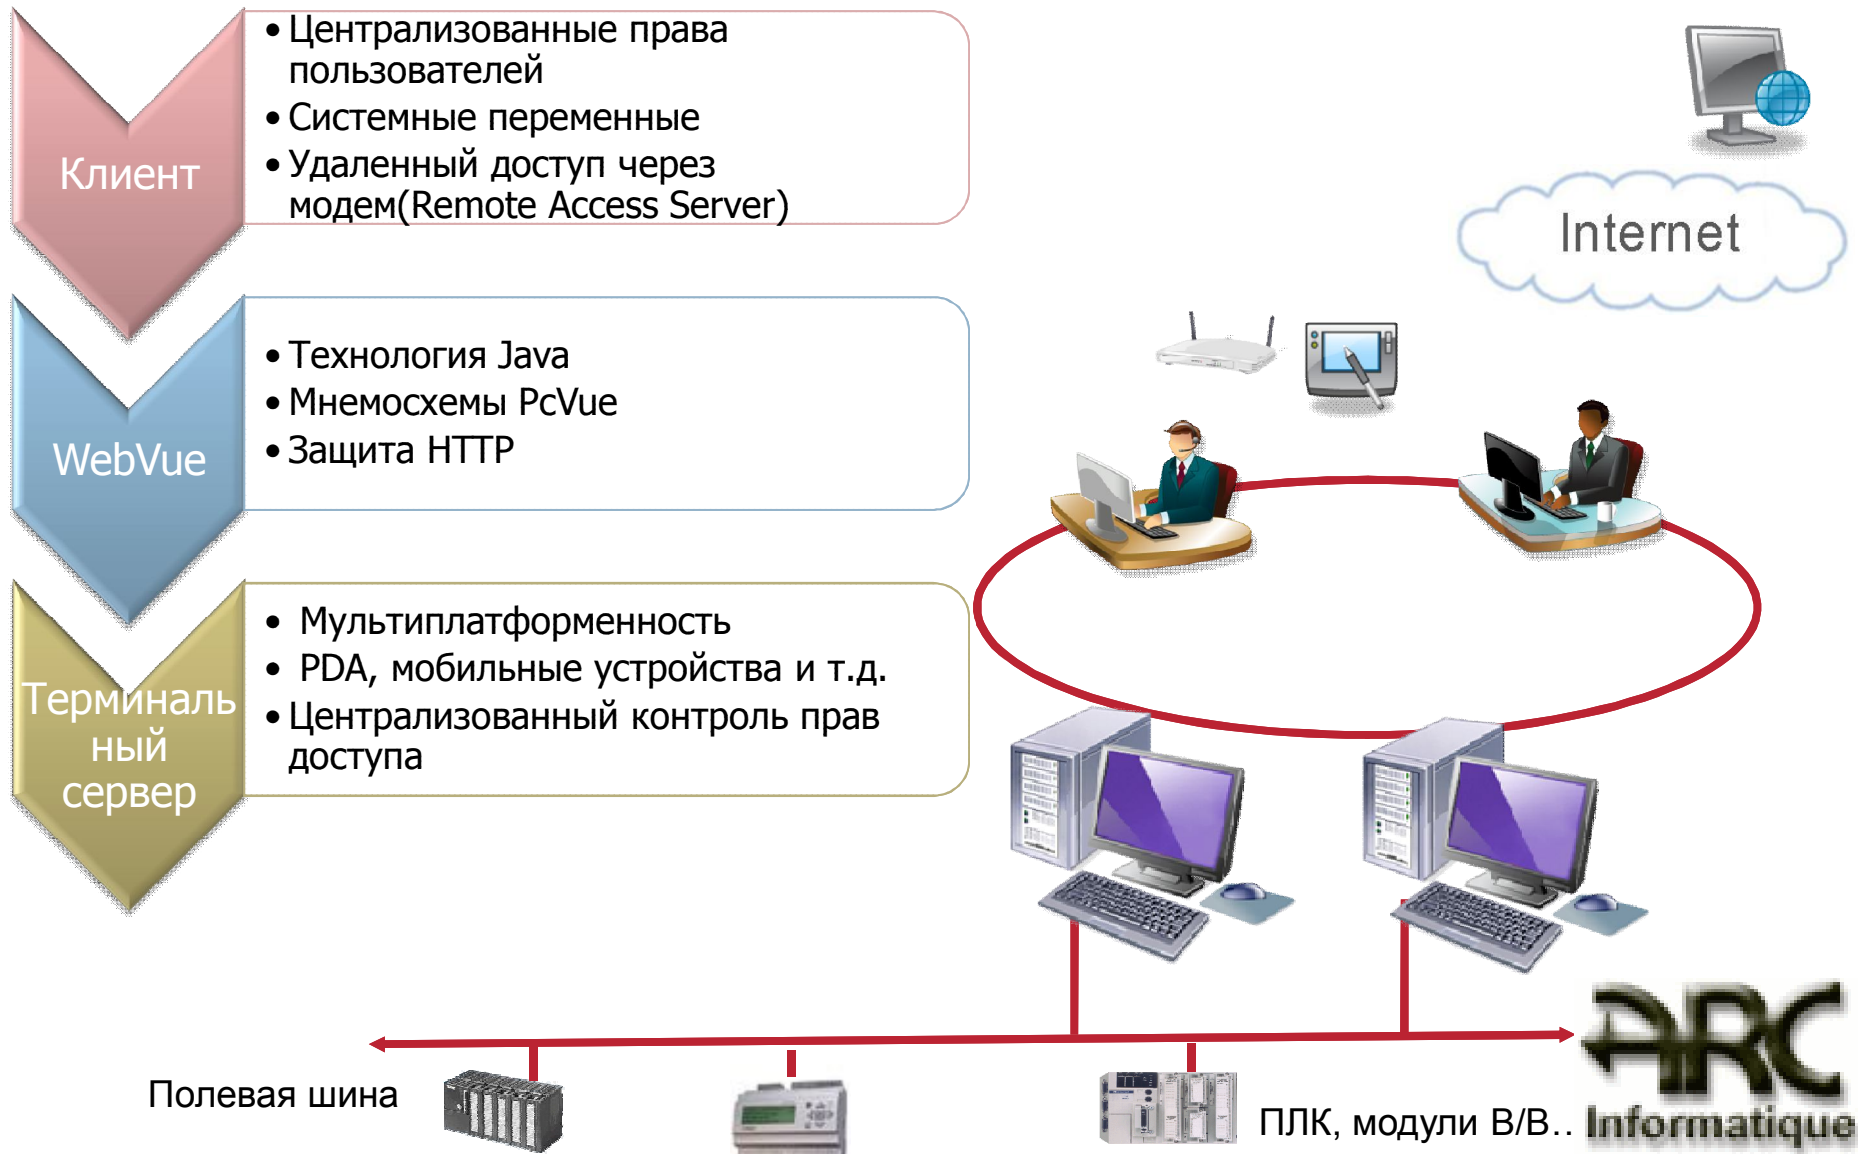 Клиент
• Централизованные права
пользователей
• Системные переменные
• Удаленный доступ через
модем(Remote Access Server)
WebVue
• Технология Java
• Мнемосхемы PcVue
• Защита HTTP
Терминаль
ный
сервер
• Мультиплатформенность
• PDA, мобильные устройства и т.д.
• Централизованный контроль прав
доступа
Internet
Полевая шина
ПЛК, модули В/В..
ARC
Informatique